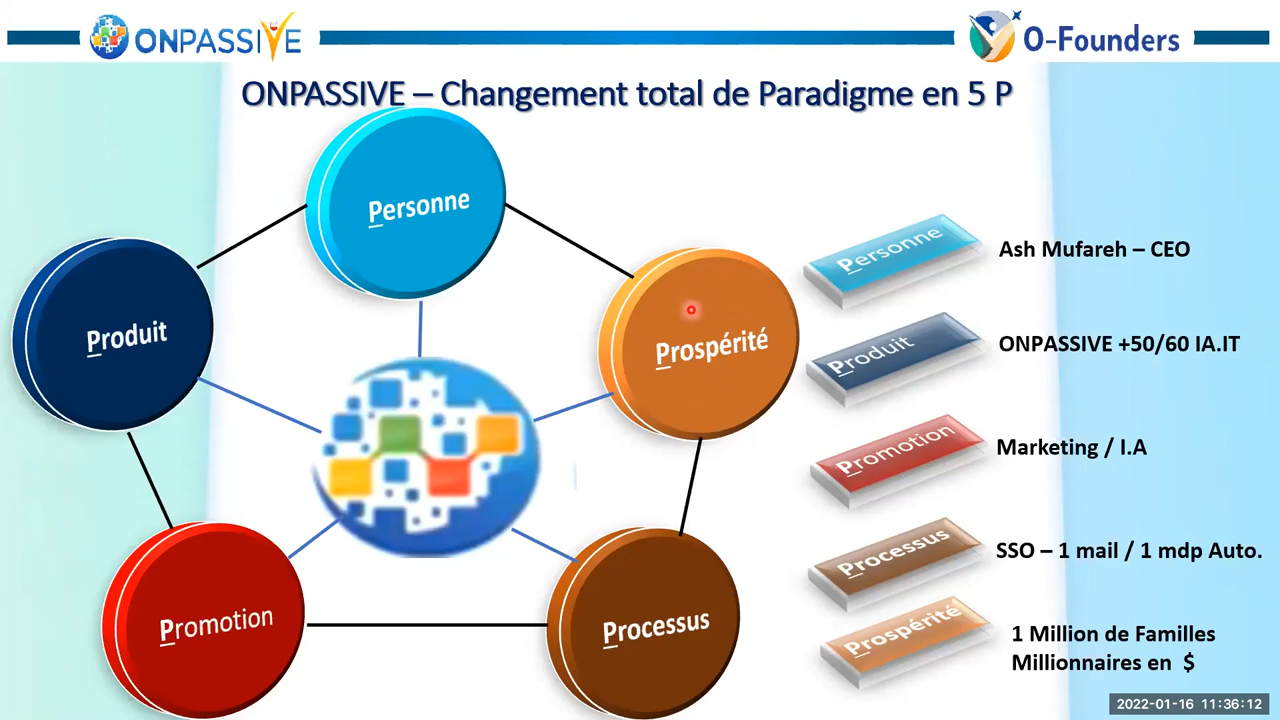 ONPASSIVE
O-Founders
ONPASSIVE – Changement total de Paradigme en 5 P
Personne
Produit
Prospérité
Promotion
Processus
Personne
Ash Mufareh – CEO
Produit
ONPASSIVE +50/60 IA.IT
Promotion
Marketing / I.A
Processus
SSO – 1 mail / 1 mdp Auto.
Prospérité
1 Million de Familles
Millionnaires en $
2022-01-16 11:36:12